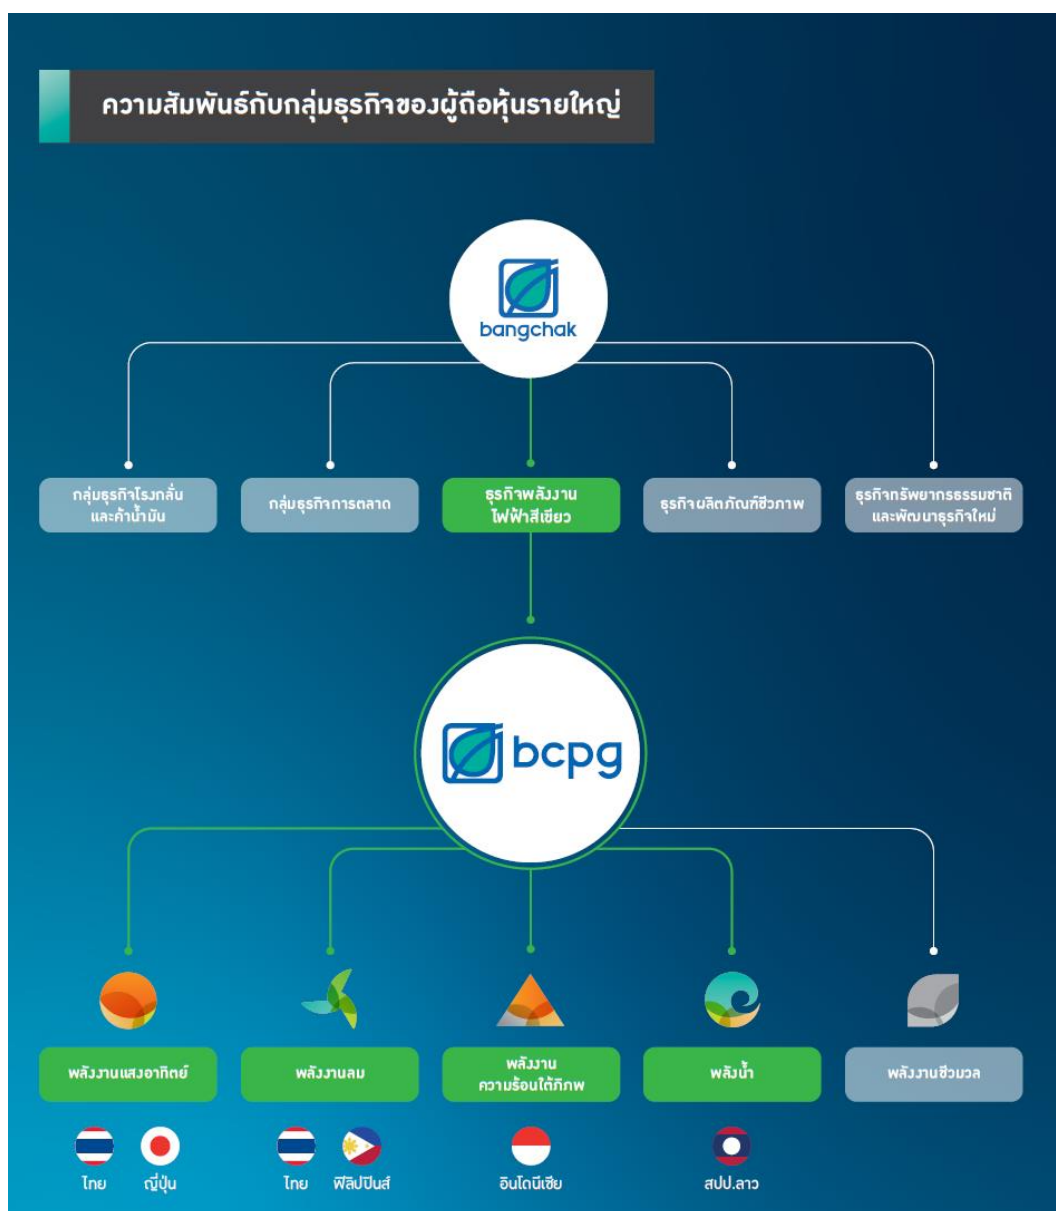 ความสัมพันธ์กับกลุ่มธุรกิจของผู้ถือหุ้นรายใหญ่
bangchak
กลุ่มธุรกิจโรงกลั่น
และค้าน้ำมัน
กลุ่มธุรกิจการตลาด
ธุรกิจพลังงาน
ไฟฟ้าสีเขียว
ธุรกิจผลิตภัณฑ์ชีวภาพ
ธุรกิจทรัพยากรธรรมชาติ
และพัฒนาธุรกิจใหม่
bcpg
พลังงานแสงอาทิตย์
พลังงานลม
พลังงาน
ความร้อนใต้พิภพ
พลังน้ำ
พลังงานชีวมวล
ไทย
ญี่ปุ่น
ไทย
ฟิลิปปินส์
อินโดนีเซีย
สปป.ลาว